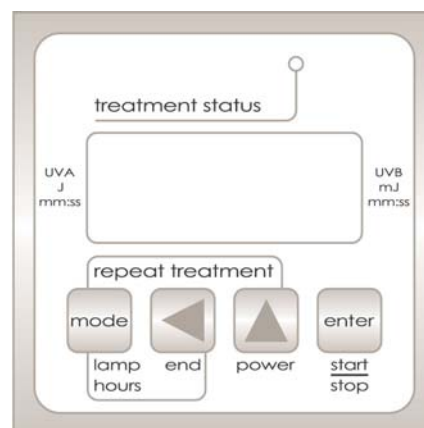 treatment status
UVA
J
mm:ss
UVB
mJ
mm:ss
repeat treatment
mode
enter
lamp
hours
end
power
start
stop